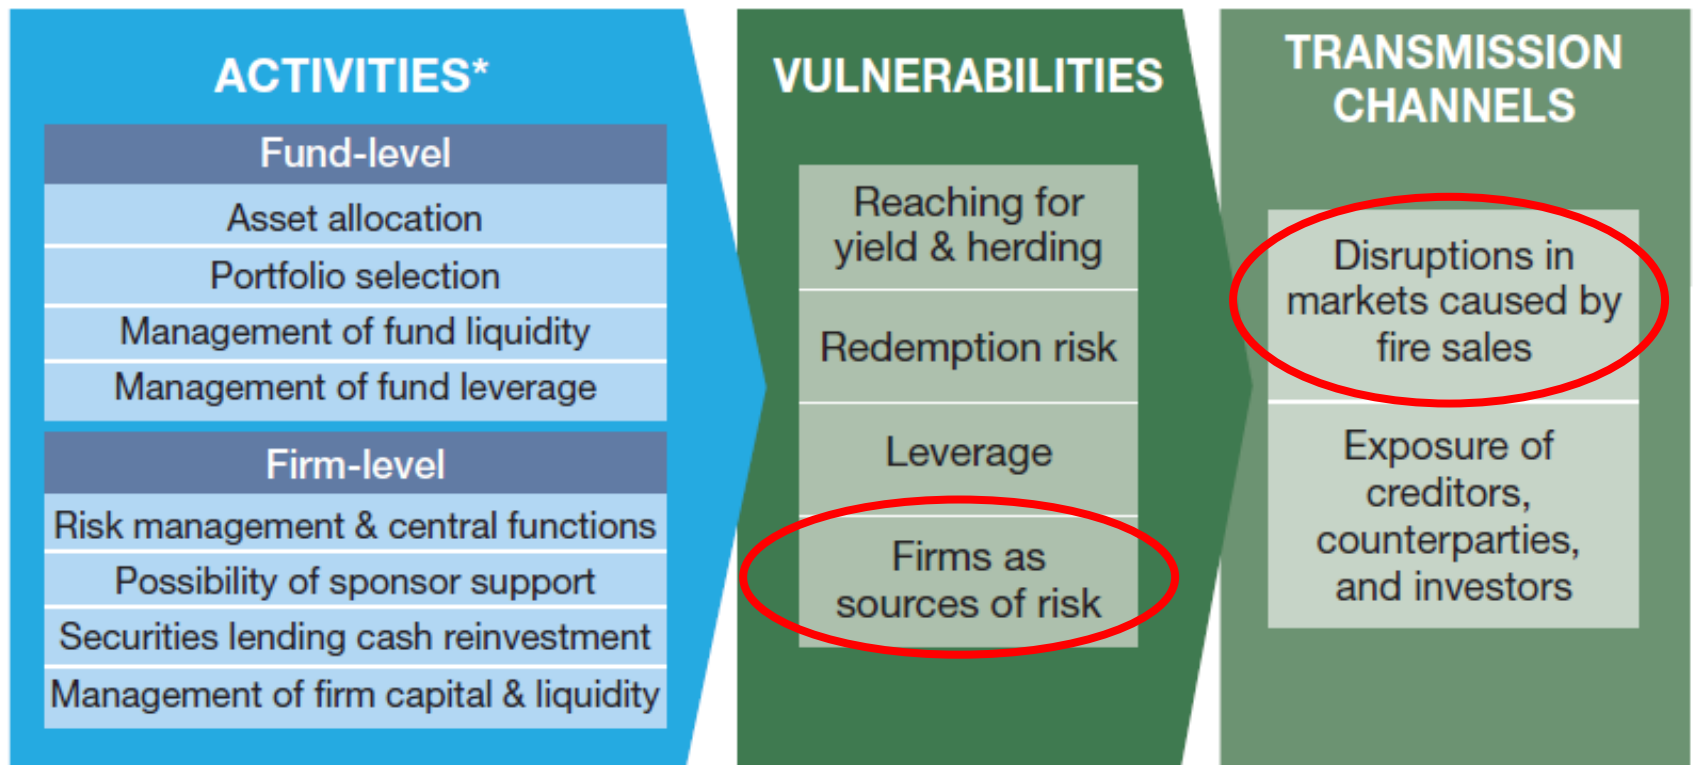 ACTIVITIES*
Fund-level
Asset allocation
Portfolio selection
Management of fund liquidity
Management of fund leverage
Firm-level
Risk management & central functions
Possibility of sponsor support
Securities lending cash reinvestment
Management of firm capital & liquidity
VULNERABILITIES
Reaching for
yield & herding
Redemption risk
Leverage
Firms as
sources of risk
TRANSMISSION
CHANNELS
Disruptions in
markets caused by
fire sales
Exposure of
creditors,
counterparties,
and investors